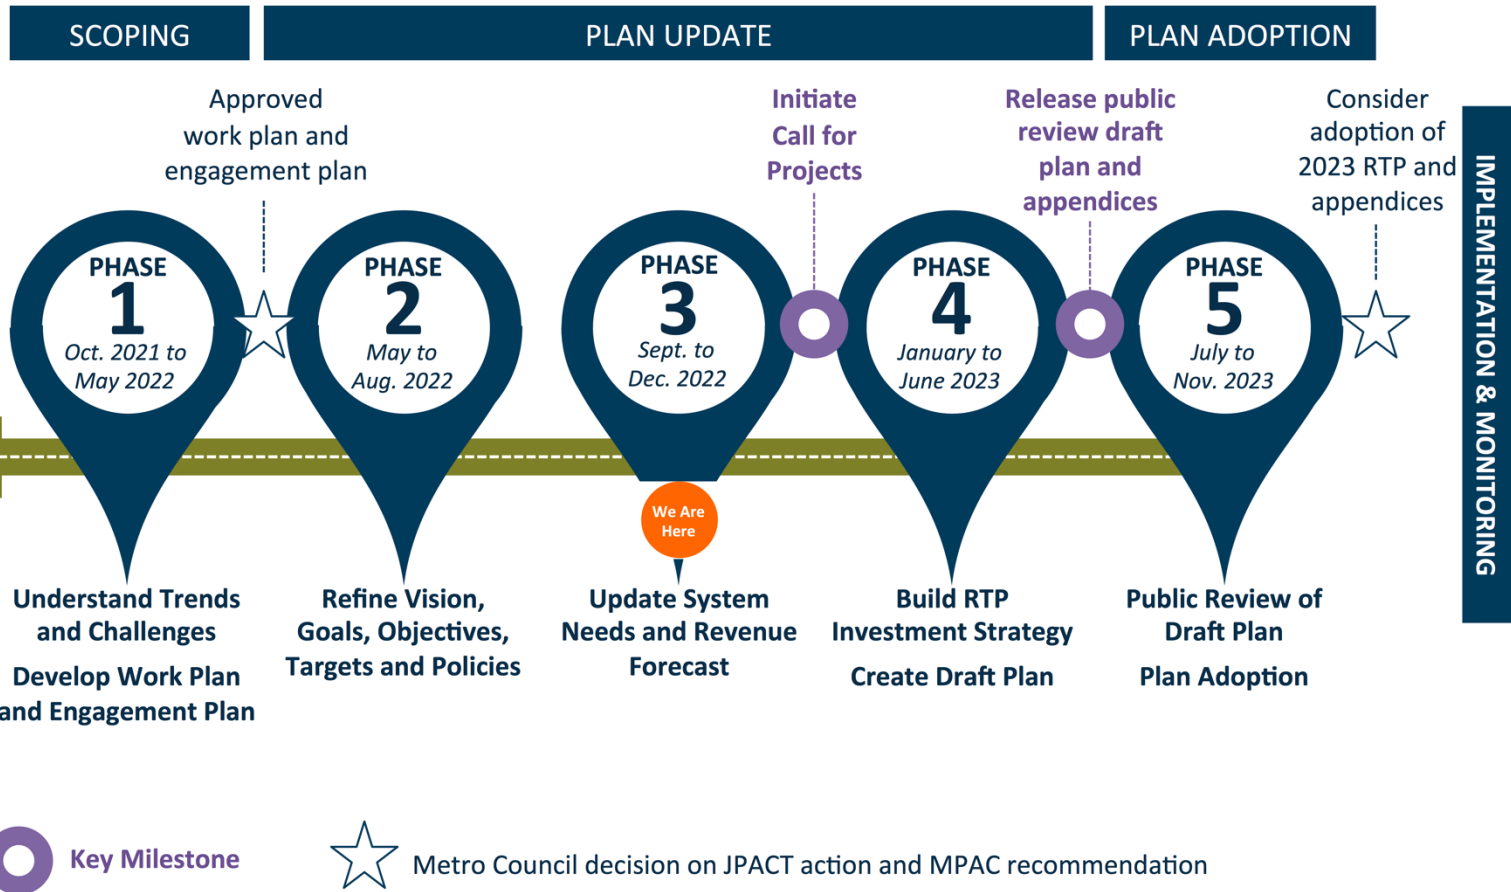 SCOPING
PLAN UPDATE
PLAN ADOPTION
Approved
work plan and
engagement plan
Initiate
Call for
Projects
Release public
review draft
plan and
appendices
Consider
adoption of
2023 RTP and
appendices
IMPLEMENTATION & MONITORING
PHASE
1
Oct. 2021 to
May 2022
PHASE
2
May to
Aug. 2022
PHASE
3
Sept. to
Dec. 2022
PHASE
4
January to
June 2023
PHASE
5
July to
Nov. 2023
We Are
Here
Understand Trends
and Challenges
Develop Work Plan
and Engagement Plan
Refine Vision,
Goals, Objectives,
Targets and Policies
Update System
Needs and Revenue
Forecast
Build RTP
Investment Strategy
Create Draft Plan
Public Review of
Draft Plan
Plan Adoption
Key Milestone
Metro Council decision on JPACT action and MPAC recommendation